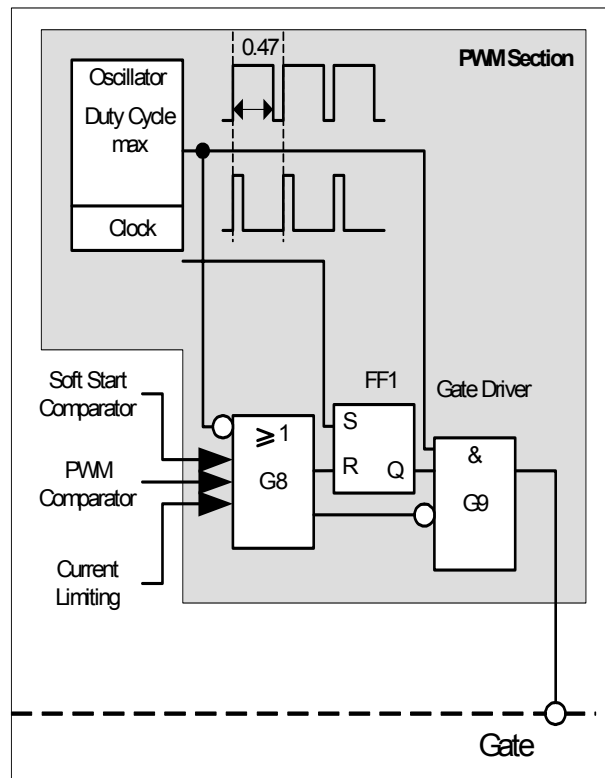 0.47
PWM Section
Oscillator
Duty Cycle
max
Clock
Soft Start
Comparator
FF1
Gate Driver
S
R
Q
≥1
G8
&
G9
PWM
Comparator
Current
Limiting
Gate